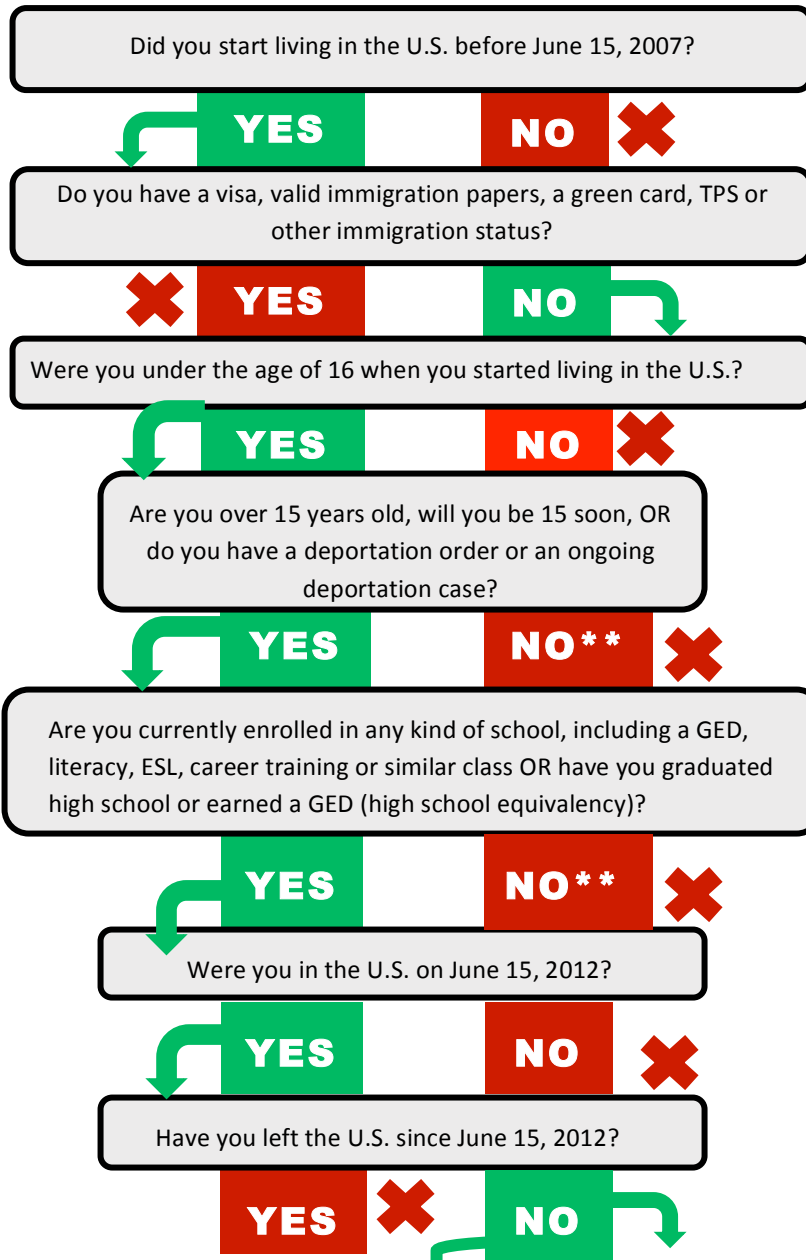 Did you start living in the U.S. before June 15, 2007?
YES NO
Do you have a visa, valid immigration papers, a green card, TPS or
other immigration status?
YES NO
Were you under the age of 16 when you started living in the U.S.?
YES NO
Are you over 15 years old, will you be 15 soon, OR
do you have a deportation order or an ongoing
deportation case?
YES NO**
Are you currently enrolled in any kind of school, including a GED,
literacy, ESL, career training or similar class OR have you graduated
high school or earned a GED (high school equivalency)?
YES NO**
Were you in the U.S. on June 15, 2012?
YES NO
Have you left the U.S. since June 15, 2012?
YES NO